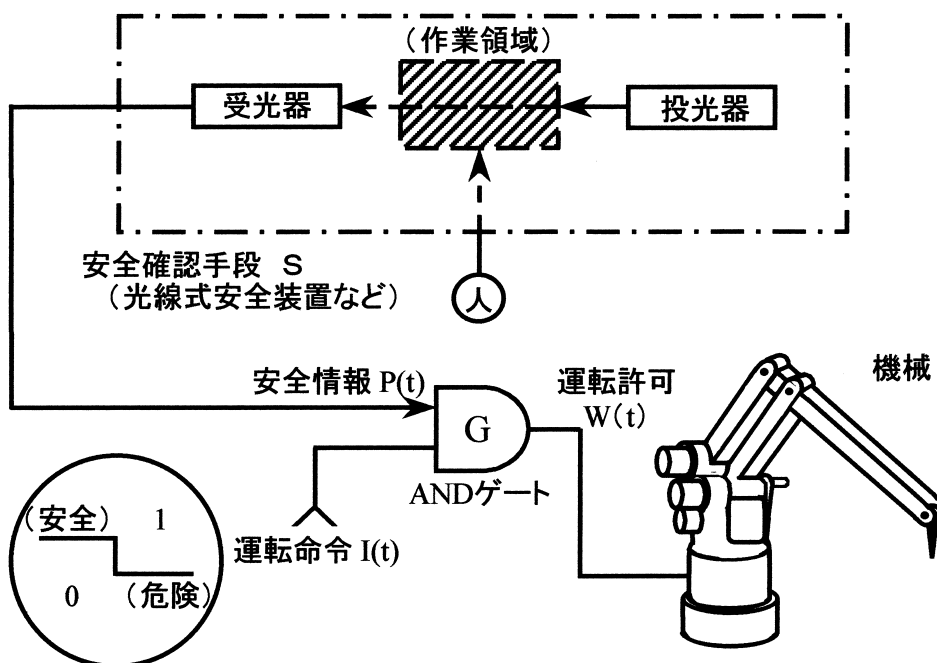 (作業領域)
受光器
投光器
安全確認手段 S
(光線式安全装置など)
人
安全情報 P(t)
運転許可
W(t)
機械
G
ANDゲート
運転命令 I(t)
(安全) 1
0 (危険)